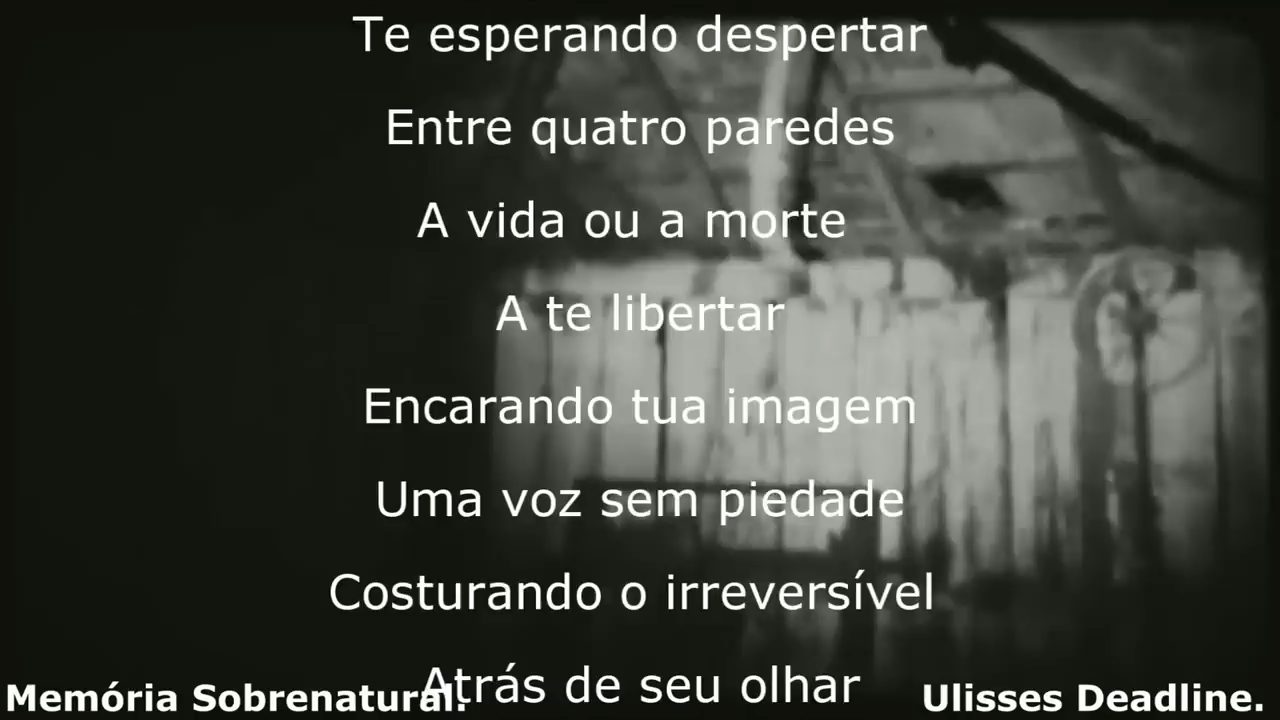 Te esperando despertar
Entre quatro paredes
A vida ou a morte
A te libertar
Encarando tua imagem
Uma voz sem piedade
Costurando o irreversível
Atrás de seu olhar
Memória Sobrenatural.
Ulisses Deadline.